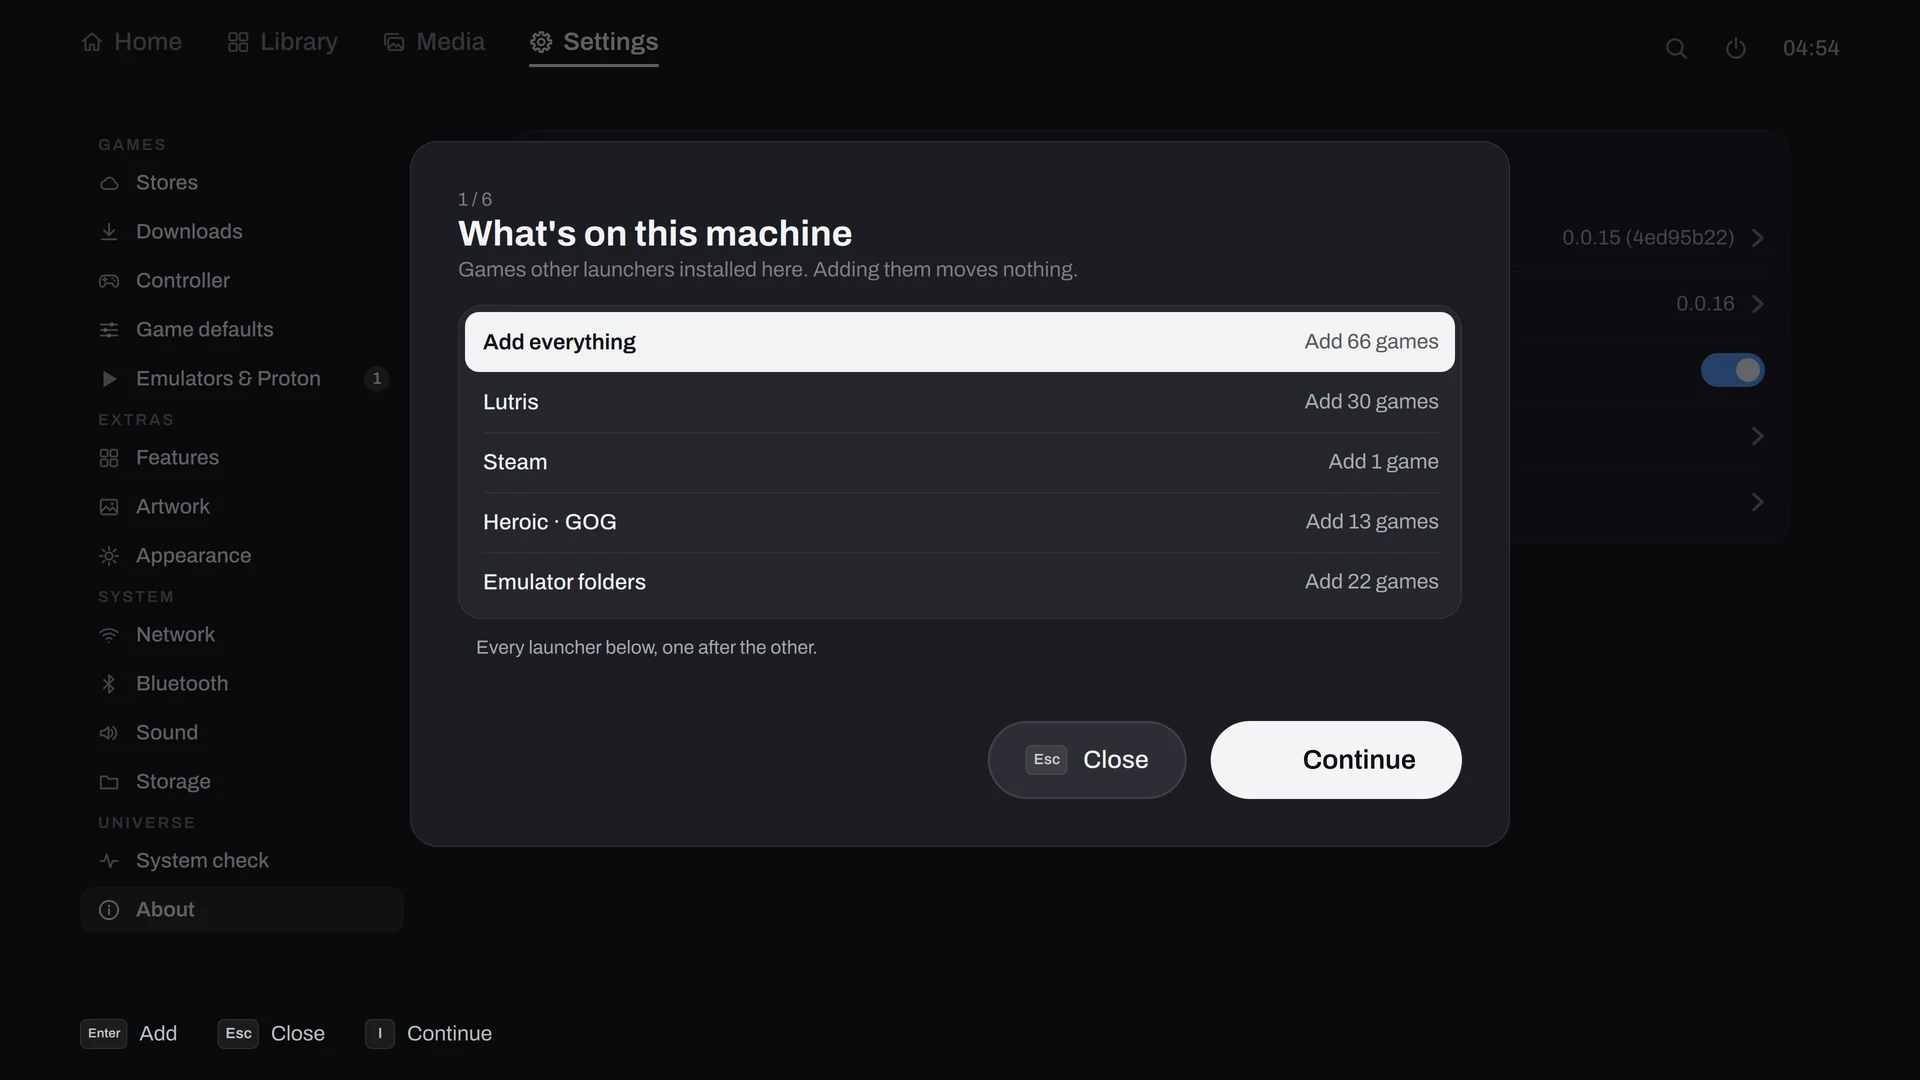 Home
Library
Media
Settings
04:54
GAMES
Stores
Downloads
Controller
Game defaults
Emulators & Proton
1
EXTRAS
Features
Artwork
Appearance
SYSTEM
Network
Bluetooth
Sound
Storage
UNIVERSE
System check
About
0.0.15 (4ed95b22)
0.0.16
1 / 6
What's on this machine
Games other launchers installed here. Adding them moves nothing.
Add everything
Add 66 games
Lutris
Add 30 games
Steam
Add 1 game
Heroic · GOG
Add 13 games
Emulator folders
Add 22 games
Every launcher below, one after the other.
Esc Close
Continue
Enter Add
Esc Close
I Continue